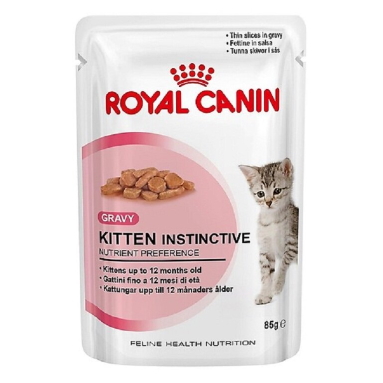 • Thin slices in gravy
• Fettine in salsa
• Tunna skivor i sås
ROYAL CANIN
GRAVY
KITTEN INSTINCTIVE
NUTRIENT PREFERENCE
• Kittens up to 12 months old
• Gattini fino a 12 mesi di età
• Kattungar upp till 12 månaders ålder
85g e
FELINE HEALTH NUTRITION